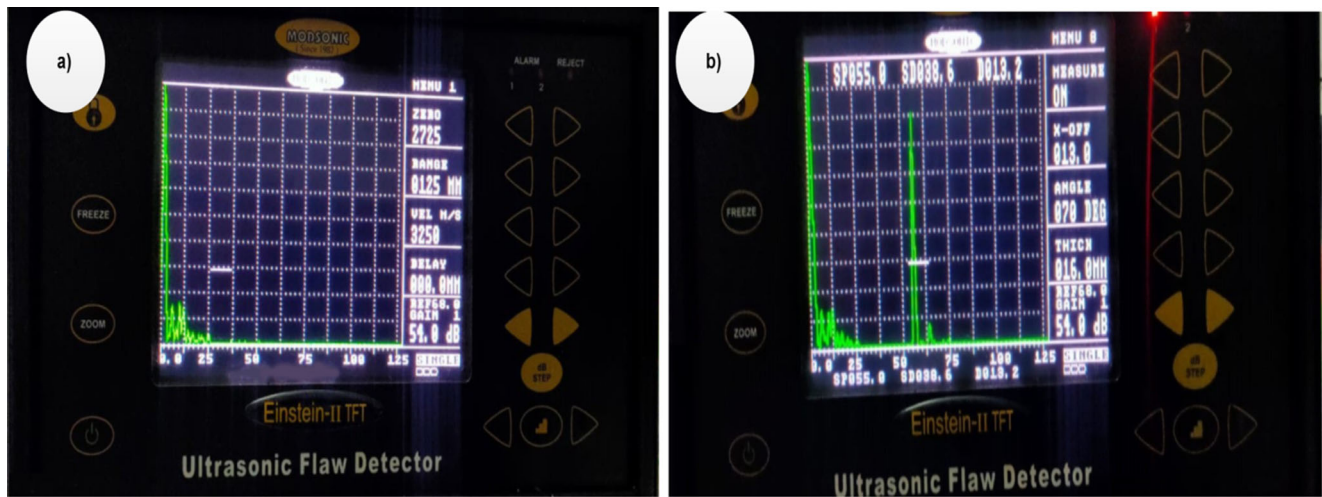 a)
MODSONIC
(Since 1982)
ALARM REJECT
1 2
MENU 1
ZERO
2725
RANGE
0125 MM
VEL M/S
3250
DELAY
000.0MM
REF60.0
GAIN 1
54.0 dB
0.0 25 75 100 125
SINGLE
FREEZE
ZOOM
dB
STEP
Einstein-II TFT
Ultrasonic Flaw Detector
b)
2
MENU 8
SP055.0 SD038.6 D013.2
MEASURE
ON
X-OFF
013.0
ANGLE
070 DEG
THICK
016.0MM
REF60.0
GAIN 1
54.0 dB
0.0 25 50 75 100 125
SINGLE
SP055.0 SD038.6 D013.2
FREEZE
ZOOM
dB
STEP
Einstein-II TFT
Ultrasonic Flaw Detector